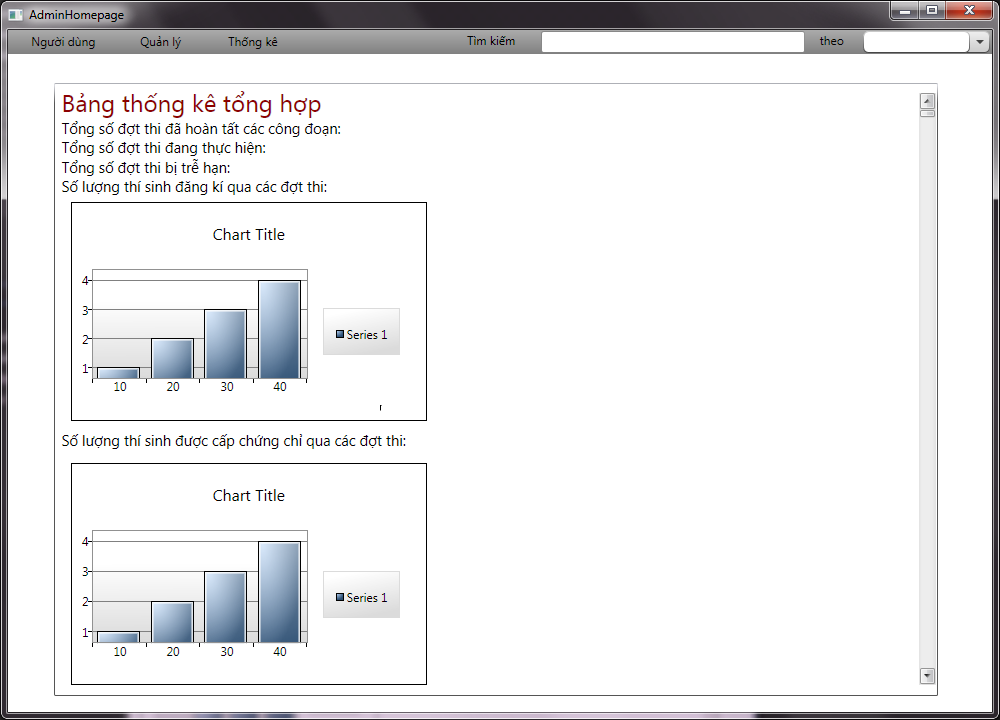 AdminHomepage
Người dùng Quản lý Thống kê Tìm kiếm theo
Bảng thống kê tổng hợp
Tổng số đợt thi đã hoàn tất các công đoạn:
Tổng số đợt thi đang thực hiện:
Tổng số đợt thi bị trễ hạn:
Số lượng thí sinh đăng kí qua các đợt thi:
Chart Title
4
3
2
1
10 20 30 40
Series 1
Số lượng thí sinh được cấp chứng chỉ qua các đợt thi:
Chart Title
4
3
2
1
10 20 30 40
Series 1